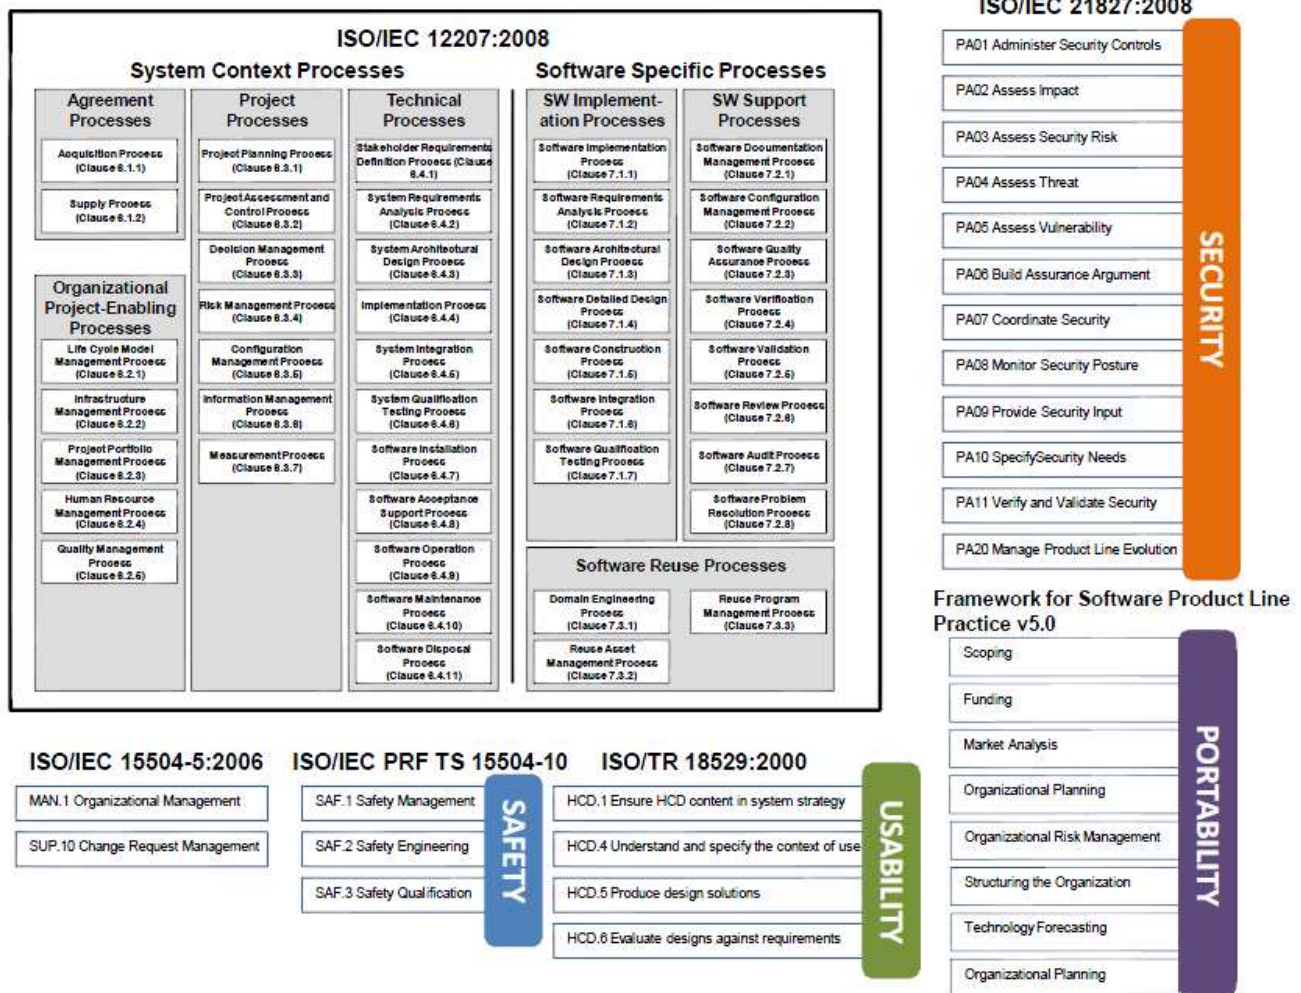 ISO/IEC 12207:2008
System Context Processes
Software Specific Processes
Agreement
Processes
Acquisition Process
(Clause 6.1.1)
Supply Process
(Clause 6.1.2)
Organizational
Project-Enabling
Processes
Life Cycle Model
Management Process
(Clause 6.2.1)
Infrastructure
Management Process
(Clause 6.2.2)
Project Portfolio
Management Process
(Clause 6.2.3)
Human Resource
Management Process
(Clause 6.2.4)
Quality Management
Process
(Clause 6.2.5)
Project
Processes
Project Planning Process
(Clause 6.3.1)
Project Assessment and
Control Process
(Clause 6.3.2)
Decision Management
Process
(Clause 6.3.3)
Risk Management Process
(Clause 6.3.4)
Configuration
Management Process
(Clause 6.3.5)
Information Management
Process
(Clause 6.3.6)
Measurement Process
(Clause 6.3.7)
Technical
Processes
Stakeholder Requirements
Definition Process (Clause
6.4.1)
System Requirements
Analysis Process
(Clause 6.4.2)
System Architectural
Design Process
(Clause 6.4.3)
Implementation Process
(Clause 6.4.4)
System Integration
Process
(Clause 6.4.5)
System Qualification
Testing Process
(Clause 6.4.6)
Software Installation
Process
(Clause 6.4.7)
Software Acceptance
Support Process
(Clause 6.4.8)
Software Operation
Process
(Clause 6.4.9)
Software Maintenance
Process
(Clause 6.4.10)
Software Disposal
Process
(Clause 6.4.11)
SW Implement-
ation Processes
Software Implementation
Process
(Clause 7.1.1)
Software Requirements
Analysis Process
(Clause 7.1.2)
Software Architectural
Design Process
(Clause 7.1.3)
Software Detailed Design
Process
(Clause 7.1.4)
Software Construction
Process
(Clause 7.1.5)
Software Integration
Process
(Clause 7.1.6)
Software Qualification
Testing Process
(Clause 7.1.7)
SW Support
Processes
Software Documentation
Management Process
(Clause 7.2.1)
Software Configuration
Management Process
(Clause 7.2.2)
Software Quality
Assurance Process
(Clause 7.2.3)
Software Verification
Process
(Clause 7.2.4)
Software Validation
Process
(Clause 7.2.5)
Software Review Process
(Clause 7.2.6)
Software Audit Process
(Clause 7.2.7)
Software Problem
Resolution Process
(Clause 7.2.8)
Software Reuse Processes
Domain Engineering
Process
(Clause 7.3.1)
Reuse Program
Management Process
(Clause 7.3.3)
Reuse Asset
Management Process
(Clause 7.3.2)
ISO/IEC 21827:2008
PA01 Administer Security Controls
PA02 Assess Impact
PA03 Assess Security Risk
PA04 Assess Threat
PA05 Assess Vulnerability
PA06 Build Assurance Argument
PA07 Coordinate Security
PA08 Monitor Security Posture
PA09 Provide Security Input
PA10 SpecifySecurity Needs
PA11 Verify and Validate Security
PA20 Manage Product Line Evolution
SECURITY
Framework for Software Product Line
Practice v5.0
Scoping
Funding
Market Analysis
Organizational Planning
Organizational Risk Management
Structuring the Organization
Technology Forecasting
Organizational Planning
PORTABILITY
ISO/IEC 15504-5:2006
MAN.1 Organizational Management
SUP.10 Change Request Management
ISO/IEC PRF TS 15504-10
SAF.1 Safety Management
SAF.2 Safety Engineering
SAF.3 Safety Qualification
SAFETY
ISO/TR 18529:2000
HCD.1 Ensure HCD content in system strategy
HCD.4 Understand and specify the context of use
HCD.5 Produce design solutions
HCD.6 Evaluate designs against requirements
USABILITY